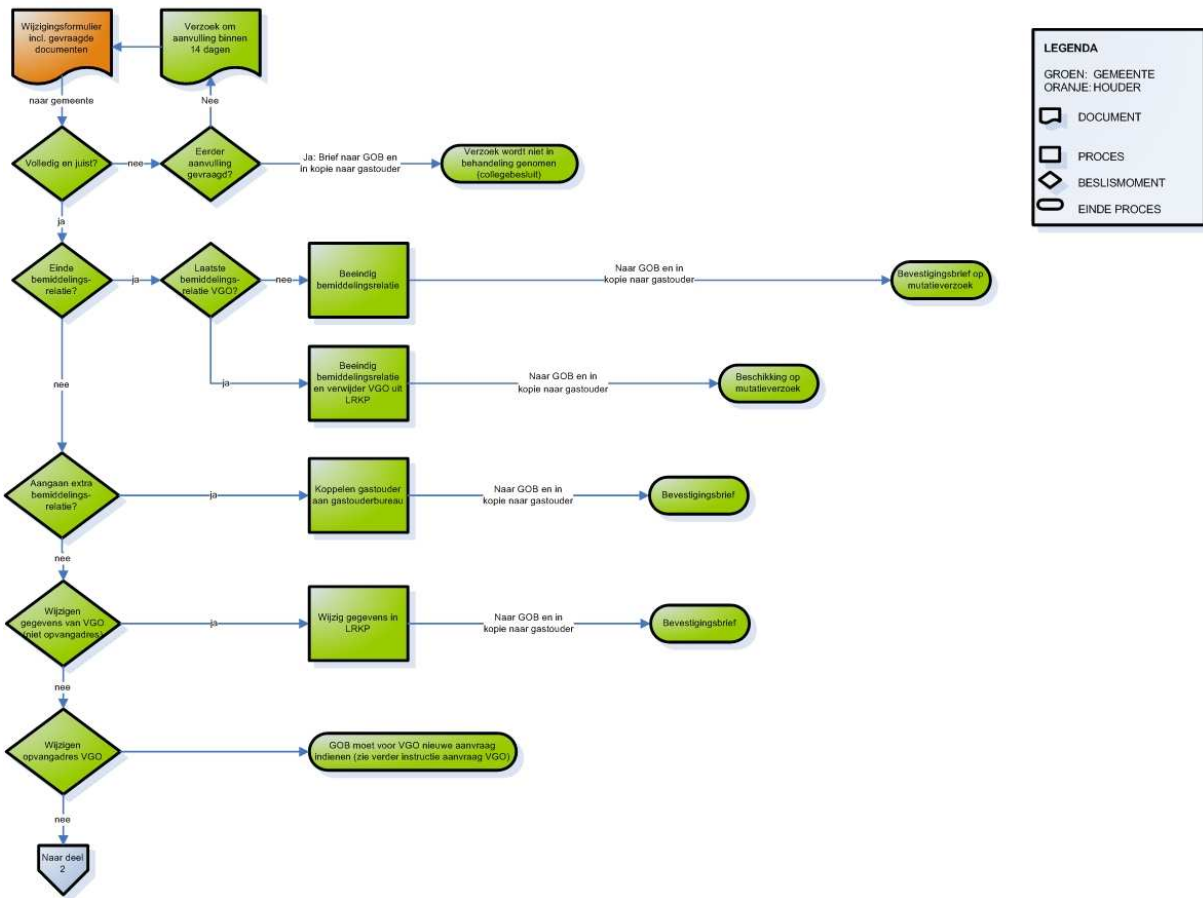 Wijzigingsformulier
incl. gevraagde
documenten
Verzoek om
aanvulling binnen
14 dagen
naar gemeente
Nee
Volledig en juist?
nee
Eerder
aanvulling
gevraagd?
Ja: Brief naar GOB en
in kopie naar gastouder
Verzoek wordt niet in
behandeling genomen
(collegebesluit)
ja
Einde
bemiddelings-
relatie?
ja
Laatste
bemiddelings-
relatie VGO?
nee
Beeindig
bemiddelingsrelatie
Naar GOB en in
kopie naar gastouder
Bevestigingsbrief op
mutatieverzoek
nee
ja
Beeindig
bemiddelingsrelatie
en verwijder VGO uit
LRKP
Naar GOB en in
kopie naar gastouder
Beschikking op
mutatieverzoek
Aangaan extra
bemiddelings-
relatie?
ja
Koppelen gastouder
aan gastouderbureau
Naar GOB en in
kopie naar gastouder
Bevestigingsbrief
nee
Wijzigen
gegevens van VGO
(niet opvangadres)
ja
Wijzig gegevens in
LRKP
Naar GOB en in
kopie naar gastouder
Bevestigingsbrief
nee
Wijzigen
opvangadres VGO
GOB moet voor VGO nieuwe aanvraag
indienen (zie verder instructie aanvraag VGO)
nee
Naar deel
2
LEGENDA
GROEN: GEMEENTE
ORANJE: HOUDER
DOCUMENT
PROCES
BESLISMOMENT
EINDE PROCES